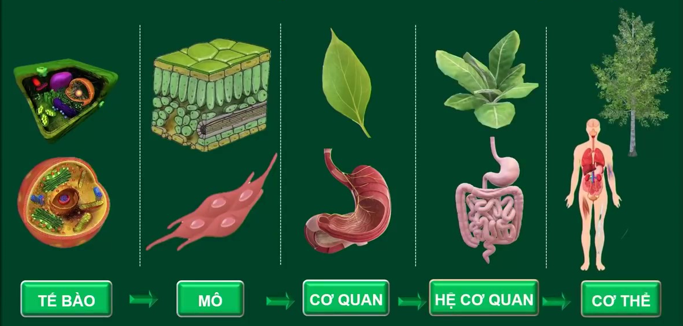 TẾ BÀO
MÔ
CƠ QUAN
HỆ CƠ QUAN
CƠ THỂ